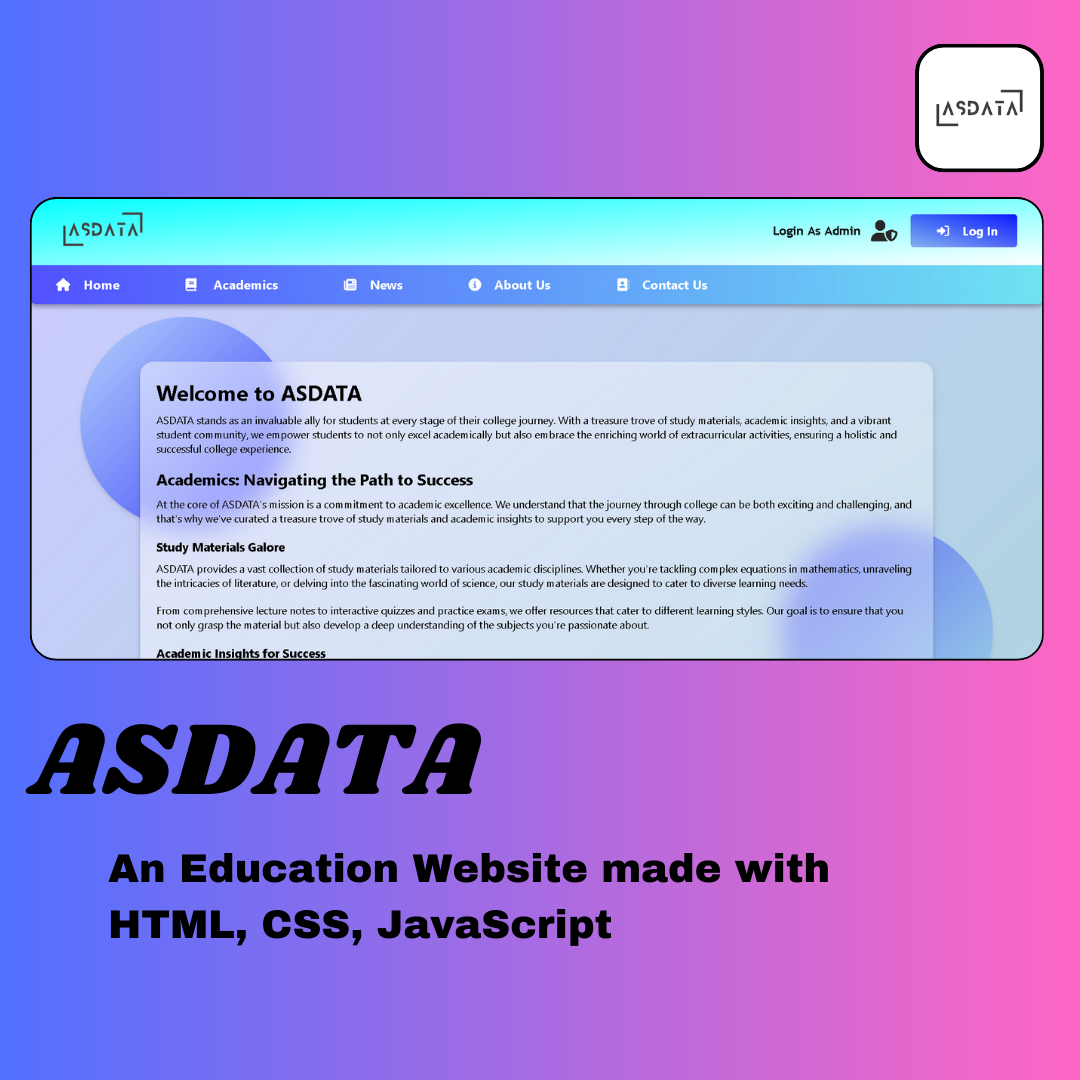 ASDATA
ASDATA
Login As Admin
Log In
Home
Academics
News
About Us
Contact Us
Welcome to ASDATA
ASDATA stands as an invaluable ally for students at every stage of their college journey. With a treasure trove of study materials, academic insights, and a vibrant
student community, we empower students to not only excel academically but also embrace the enriching world of extracurricular activities, ensuring a holistic and
successful college experience.
Academics: Navigating the Path to Success
At the core of ASDATA's mission is a commitment to academic excellence. We understand that the journey through college can be both exciting and challenging, and
that's why we've curated a treasure trove of study materials and academic insights to support you every step of the way.
Study Materials Galore
ASDATA provides a vast collection of study materials tailored to various academic disciplines. Whether you're tackling complex equations in mathematics, unraveling
the intricacies of literature, or delving into the fascinating world of science, our study materials are designed to cater to diverse learning needs.
From comprehensive lecture notes to interactive quizzes and practice exams, we offer resources that cater to different learning styles. Our goal is to ensure that you
not only grasp the material but also develop a deep understanding of the subjects you're passionate about.
Academic Insights for Success
ASDATA
An Education Website made with
HTML, CSS, JavaScript